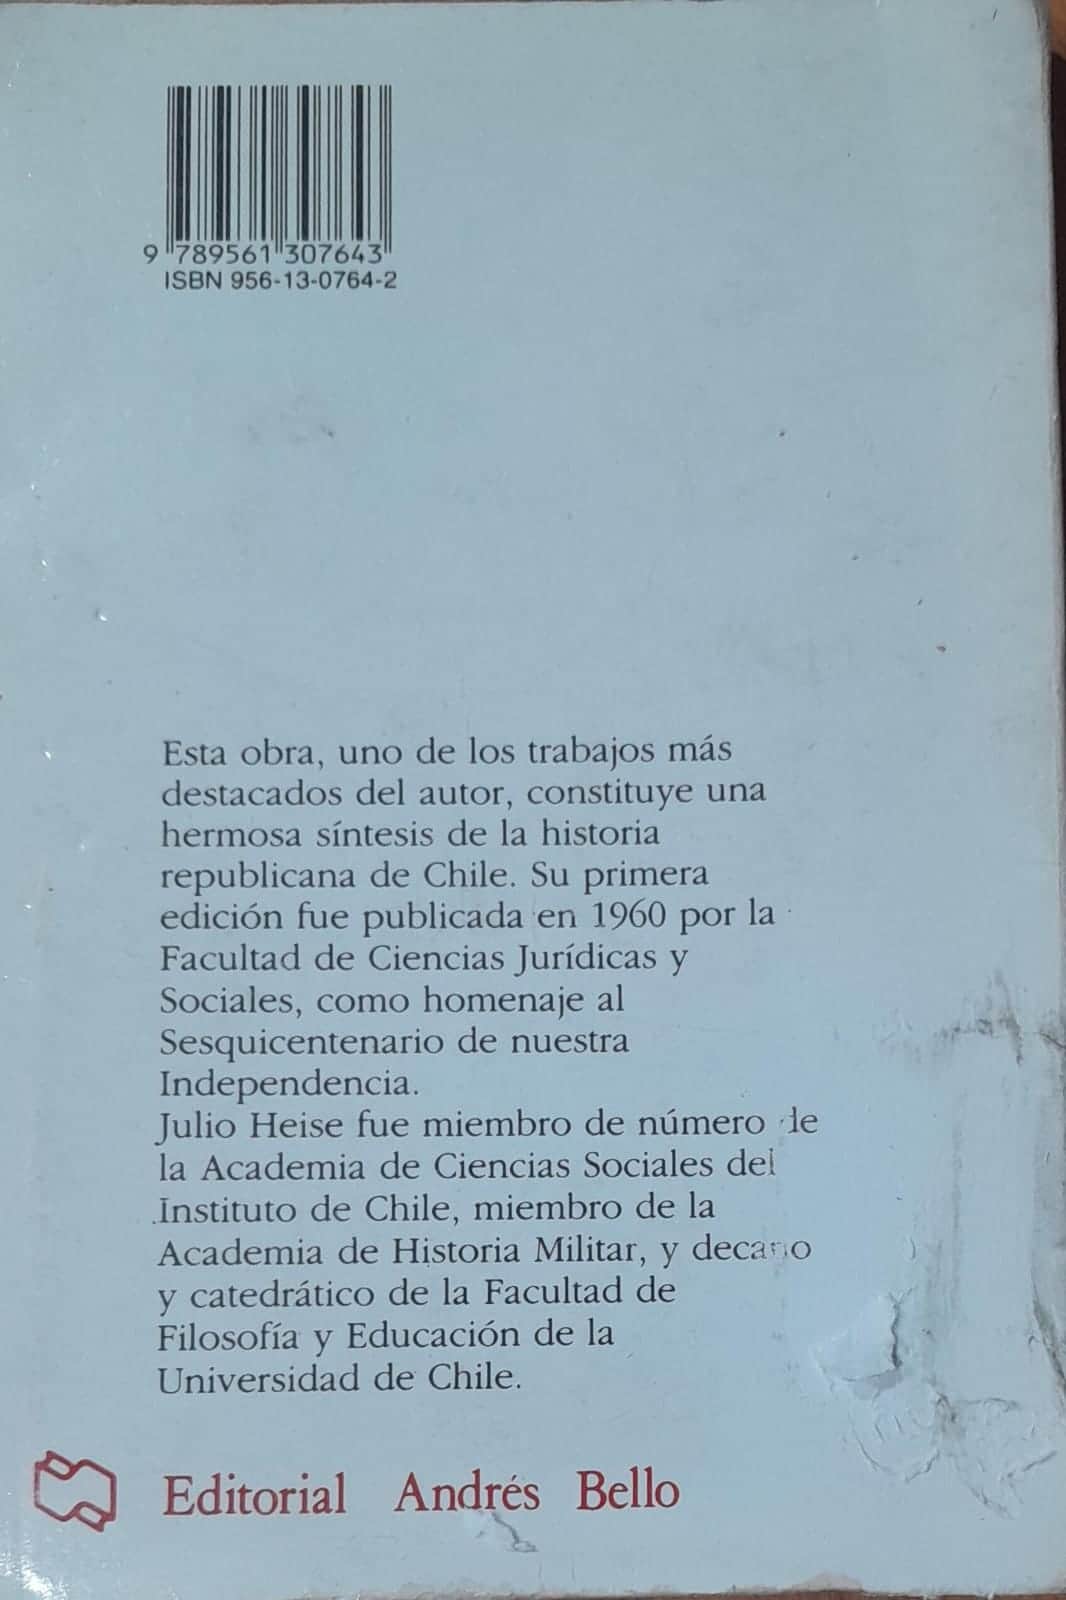 9 789561 307643
ISBN 956-13-0764-2
Esta obra, uno de los trabajos más
destacados del autor, constituye una
hermosa síntesis de la historia
republicana de Chile. Su primera
edición fue publicada en 1960 por la
Facultad de Ciencias Jurídicas y
Sociales, como homenaje al
Sesquicentenario de nuestra
Independencia.
Julio Heise fue miembro de número de
la Academia de Ciencias Sociales del
Instituto de Chile, miembro de la
Academia de Historia Militar, y decano
y catedrático de la Facultad de
Filosofía y Educación de la
Universidad de Chile.
Editorial Andrés Bello